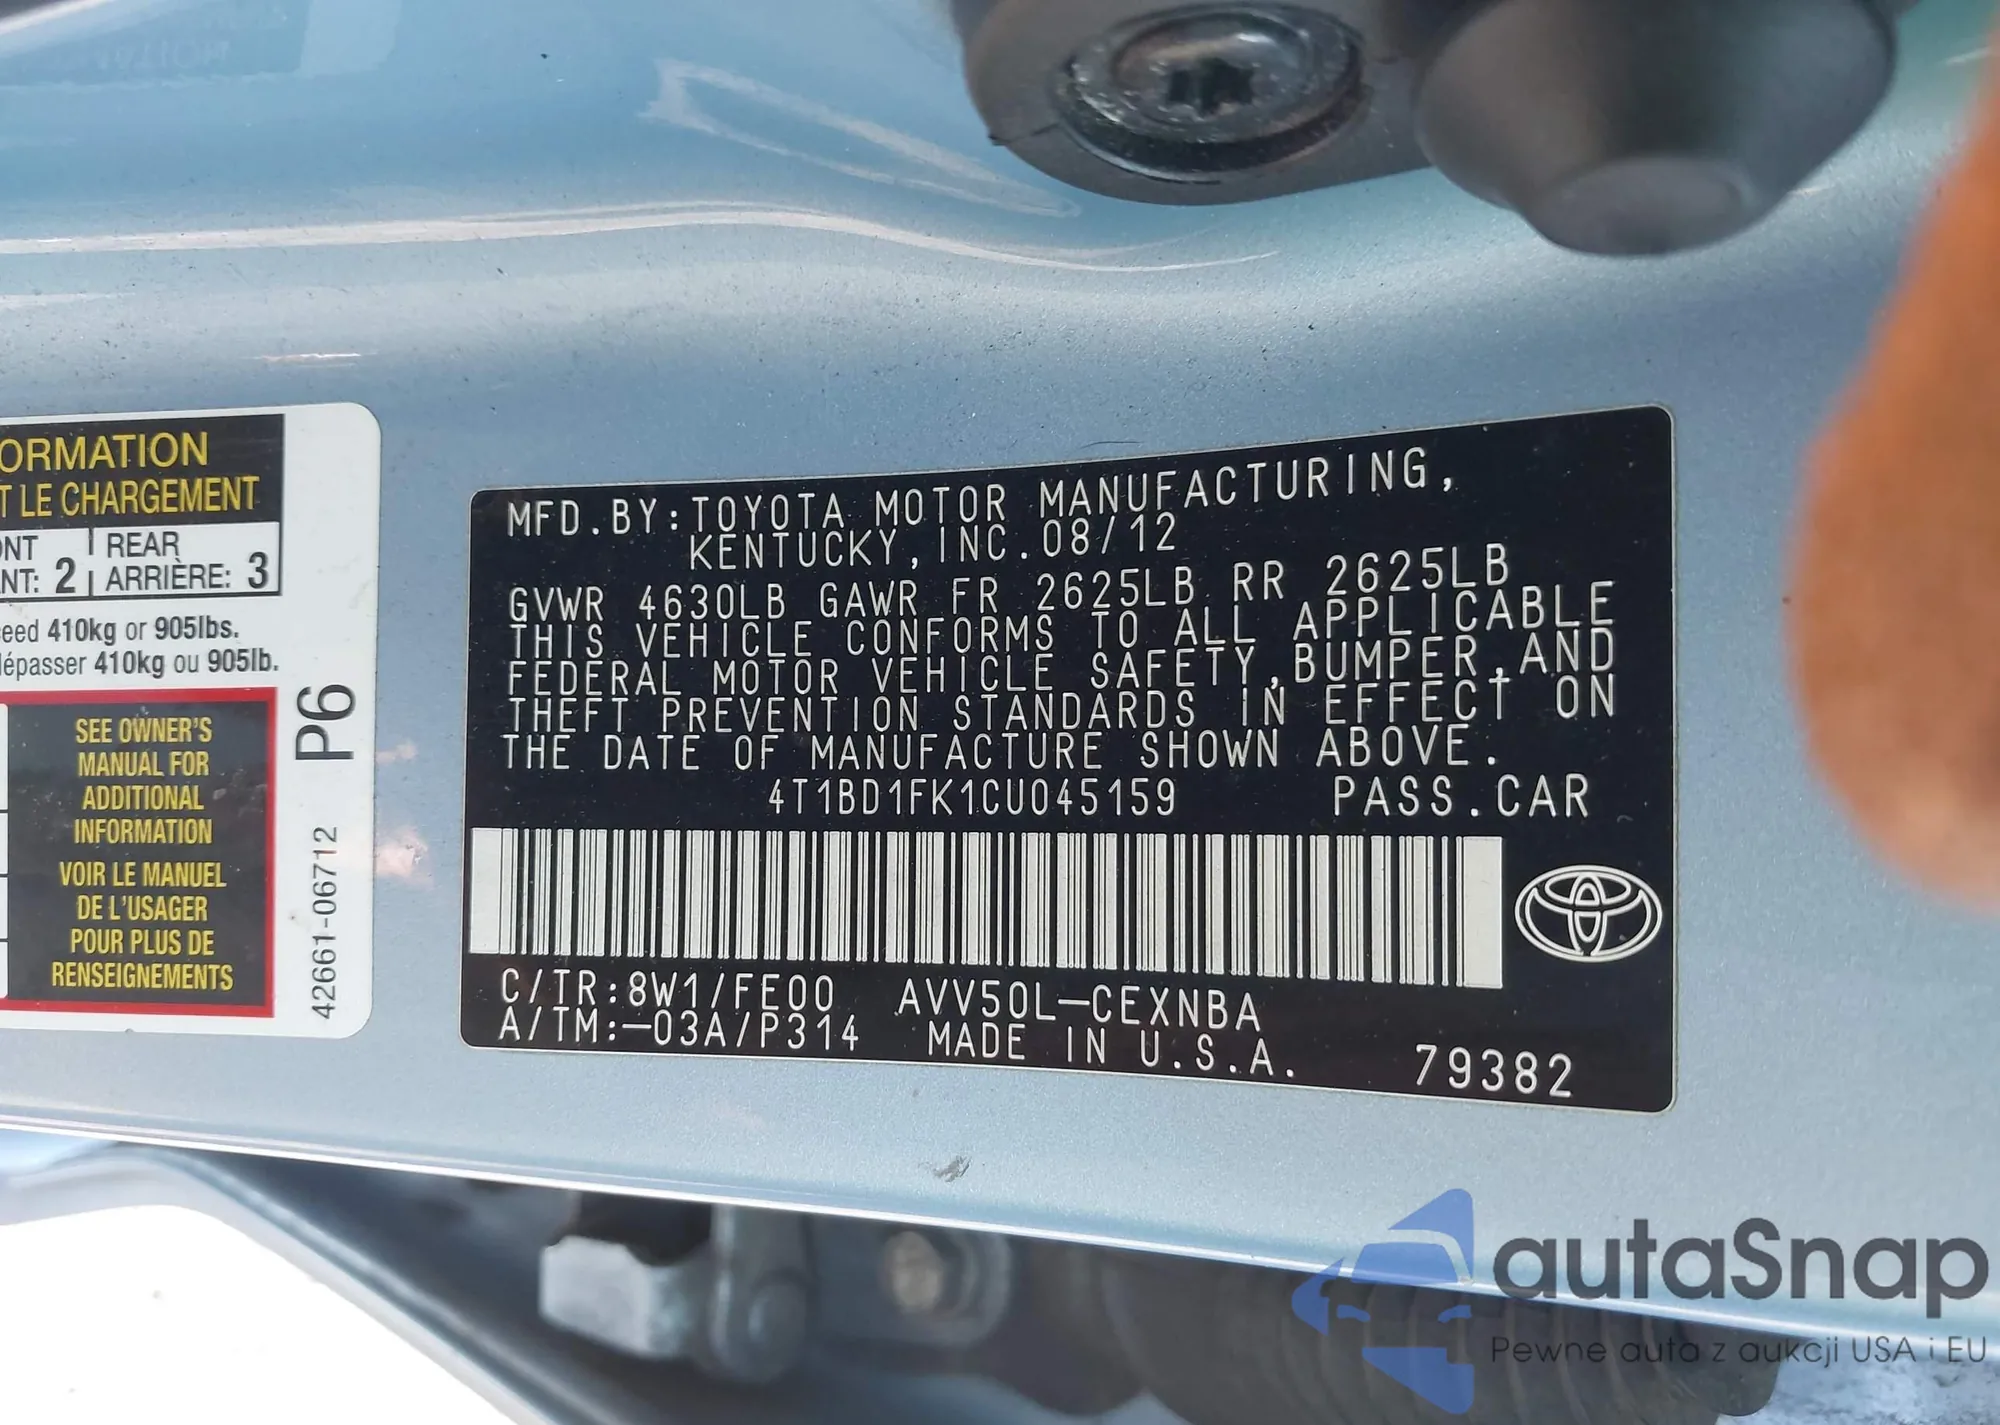 ORMATION
T LE CHARGEMENT
REAR
ARRIÈRE: 3
NT: 2
410kg or 905lbs.
dépasser 410kg ou 905lb.
SEE OWNER'S
MANUAL FOR
ADDITIONAL
INFORMATION
VOIR LE MANUEL
DE L'USAGER
POUR PLUS DE
RENSEIGNEMENTS
P6
42661-06712
MFD.BY:TOYOTA MOTOR MANUFACTURING,
KENTUCKY,INC.08/12
GVWR 4630LB GAWR FR 2625LB RR 2625LB
THIS VEHICLE CONFORMS TO ALL APPLICABLE
FEDERAL MOTOR VEHICLE SAFETY,BUMPER,AND
THEFT PREVENTION STANDARDS IN EFFECT ON
THE DATE OF MANUFACTURE SHOWN ABOVE.
4T1BD1FK1CU045159 PASS.CAR
C/TR:8W1/FE00 AVV50L-CEXNBA
A/TM:-03A/P314 MADE IN U.S.A. 79382
autaSnap
Pewne auta z aukcji USA i EU